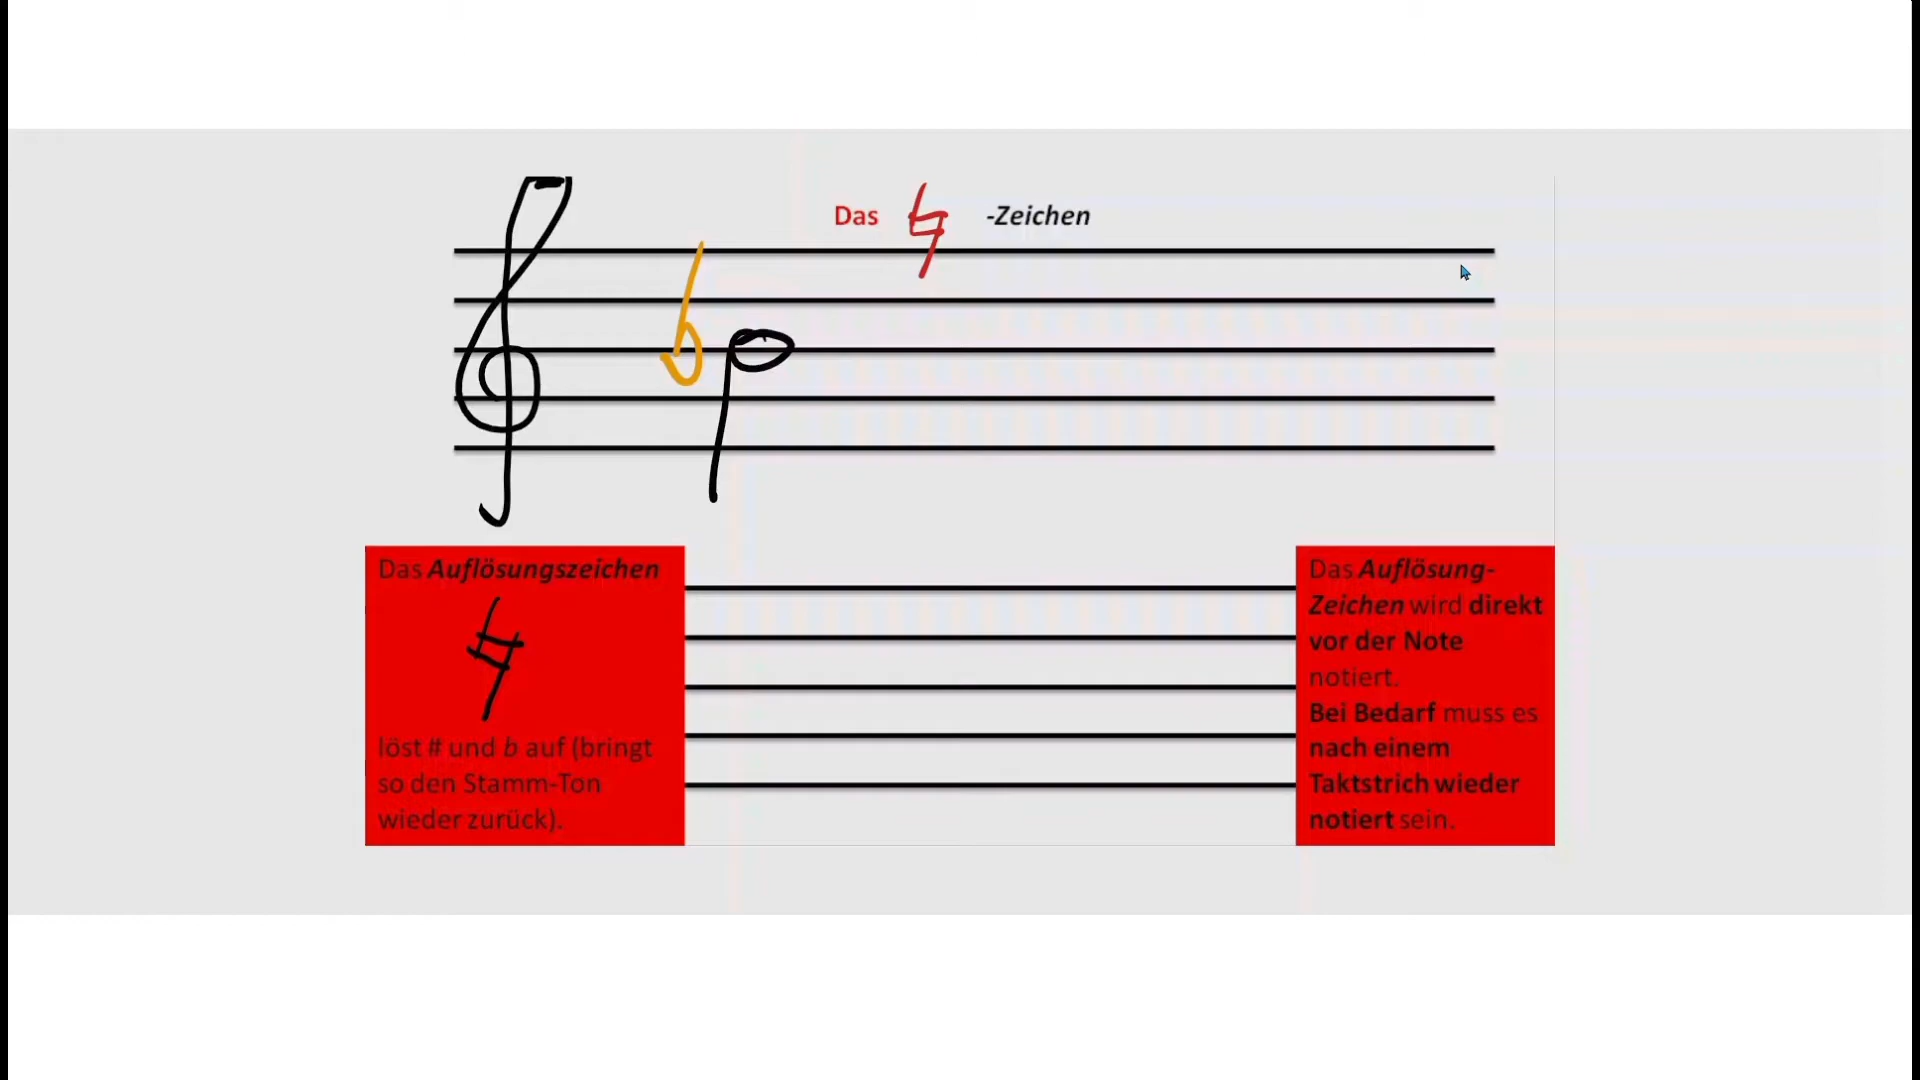 Das ♮ -Zeichen
Das Auflösungszeichen
♮
löst # und b auf (bringt
so den Stamm-Ton
wieder zurück).
Das Auflösung-
Zeichen wird direkt
vor der Note
notiert.
Bei Bedarf muss es
nach einem
Taktstrich wieder
notiert sein.